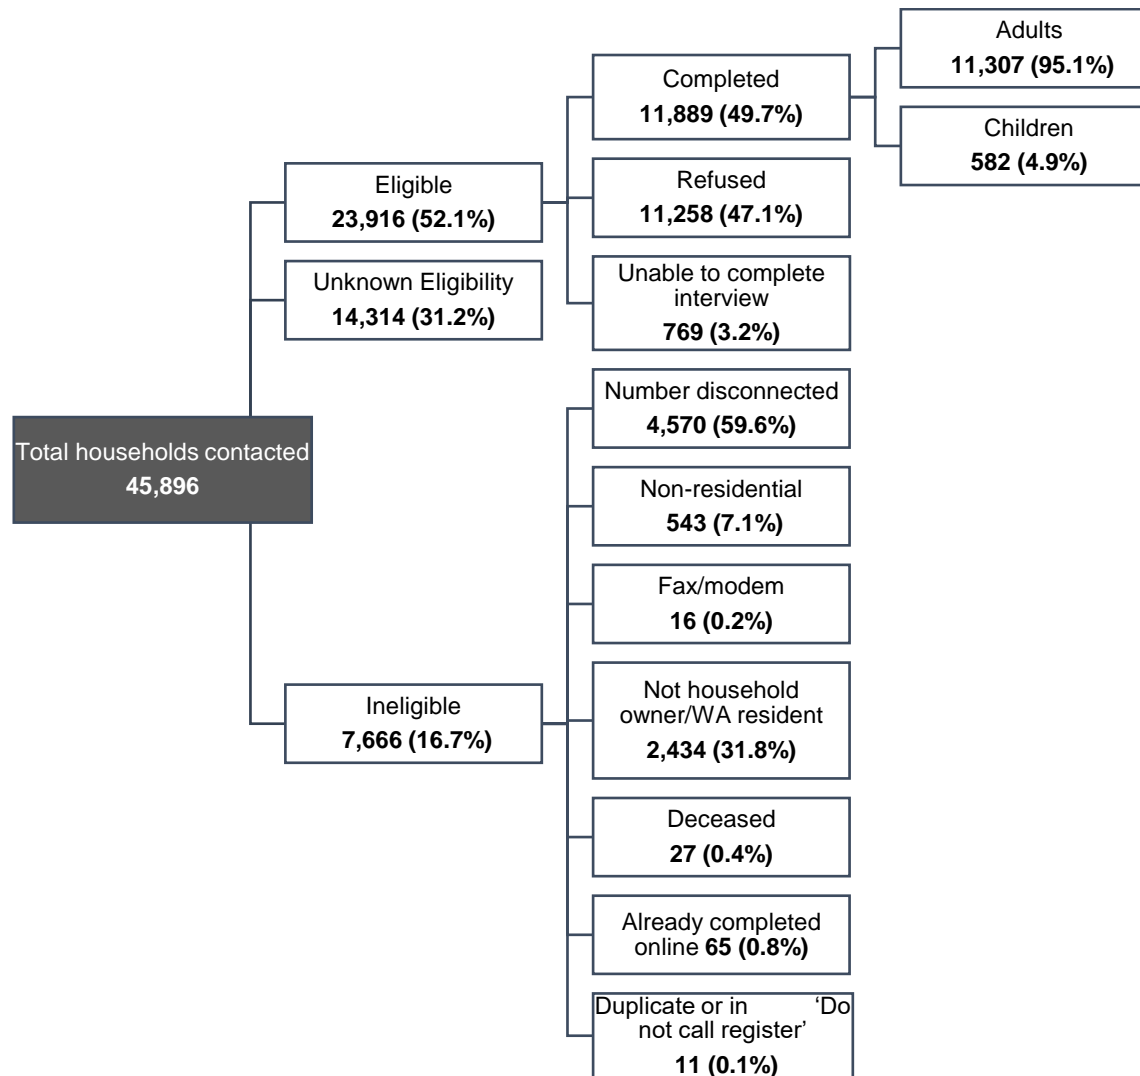 Total households contacted
45,896
Eligible
23,916 (52.1%)
Unknown Eligibility
14,314 (31.2%)
Ineligible
7,666 (16.7%)
Completed
11,889 (49.7%)
Refused
11,258 (47.1%)
Unable to complete
interview
769 (3.2%)
Number disconnected
4,570 (59.6%)
Non-residential
543 (7.1%)
Fax/modem
16 (0.2%)
Not household
owner/WA resident
2,434 (31.8%)
Deceased
27 (0.4%)
Already completed
online 65 (0.8%)
Duplicate or in ‘Do
not call register’
11 (0.1%)
Adults
11,307 (95.1%)
Children
582 (4.9%)